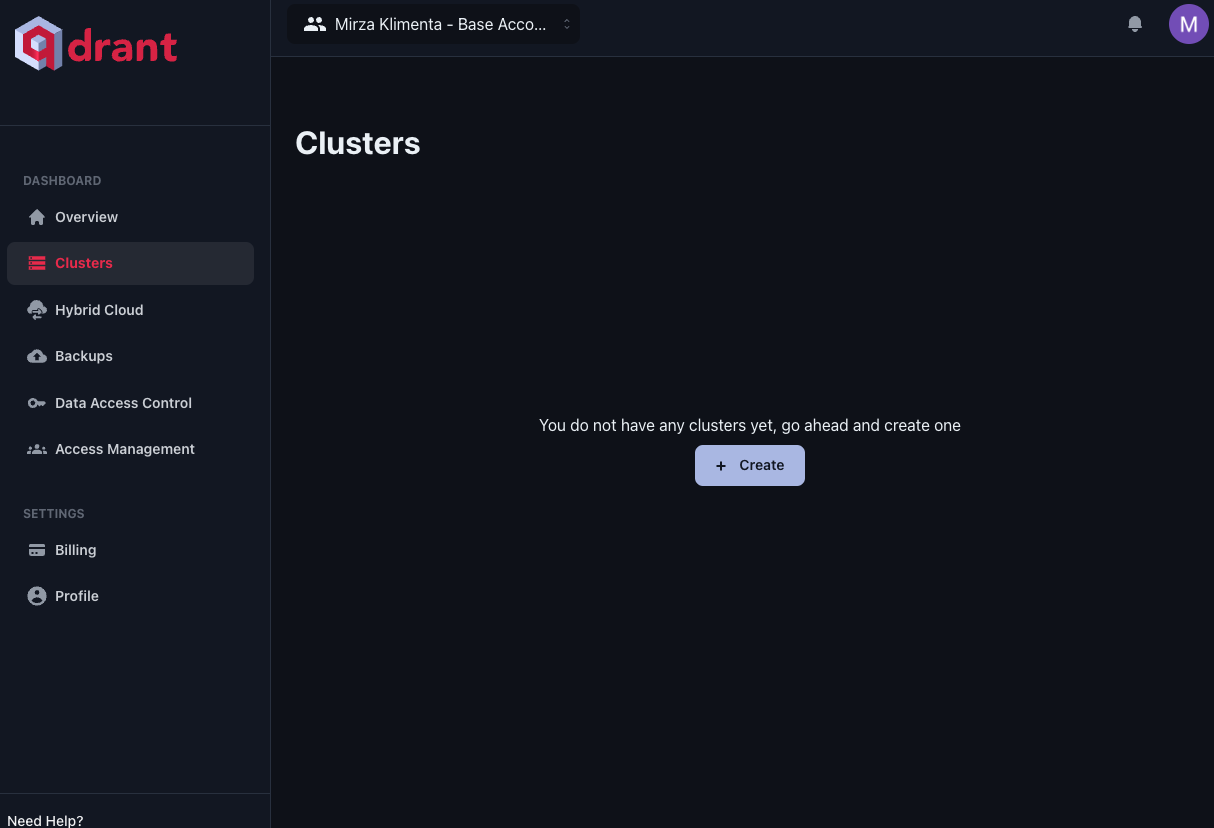 qdrant
Mirza Klimenta - Base Acco...
M
Clusters
DASHBOARD
Overview
Clusters
Hybrid Cloud
Backups
Data Access Control
Access Management
SETTINGS
Billing
Profile
You do not have any clusters yet, go ahead and create one
+ Create
Need Help?